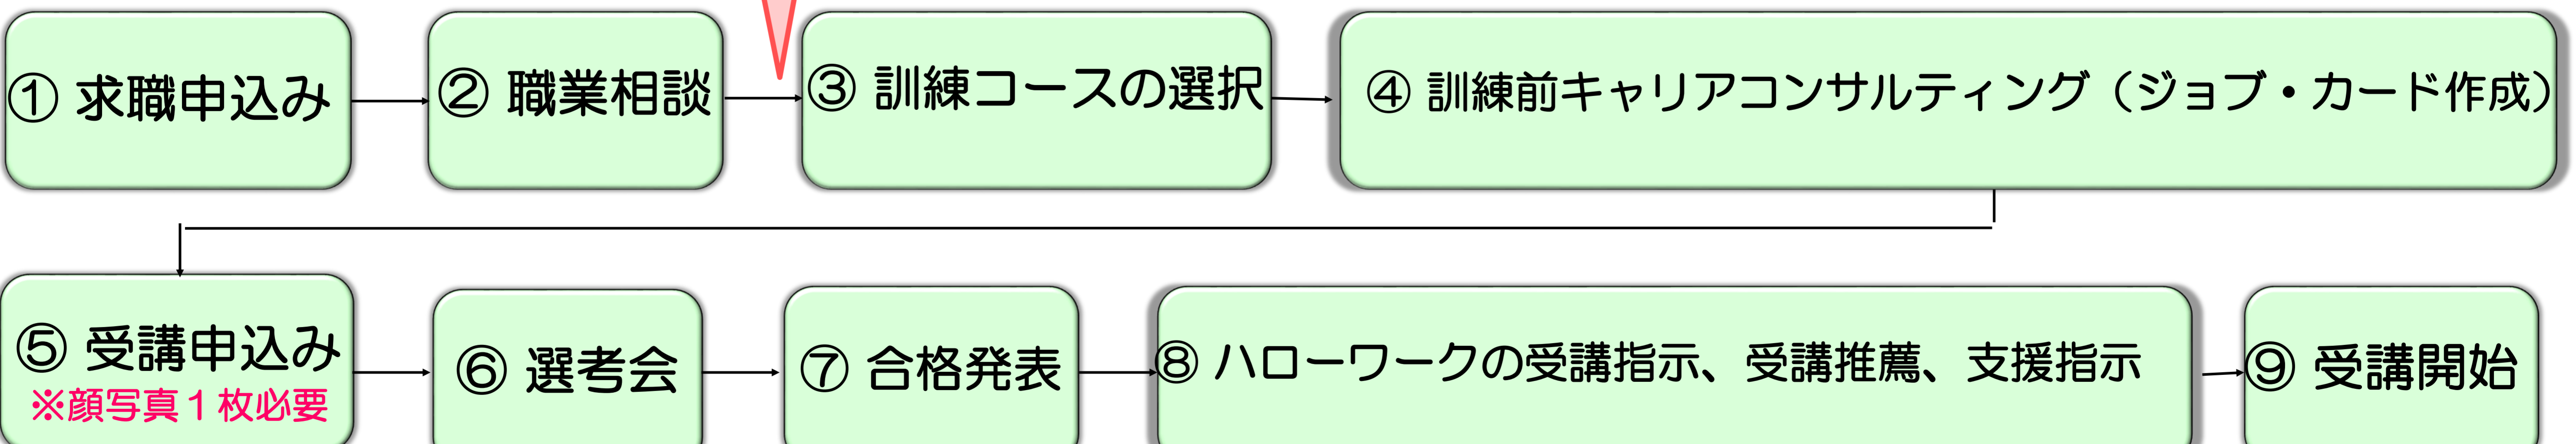 ① 求職申込み
② 職業相談
③ 訓練コースの選択
④ 訓練前キャリアコンサルティング（ジョブ・カード作成）
⑤ 受講申込み
※顔写真１枚必要
⑥ 選考会
⑦ 合格発表
⑧ ハローワークの受講指示、受講推薦、支援指示
⑨ 受講開始